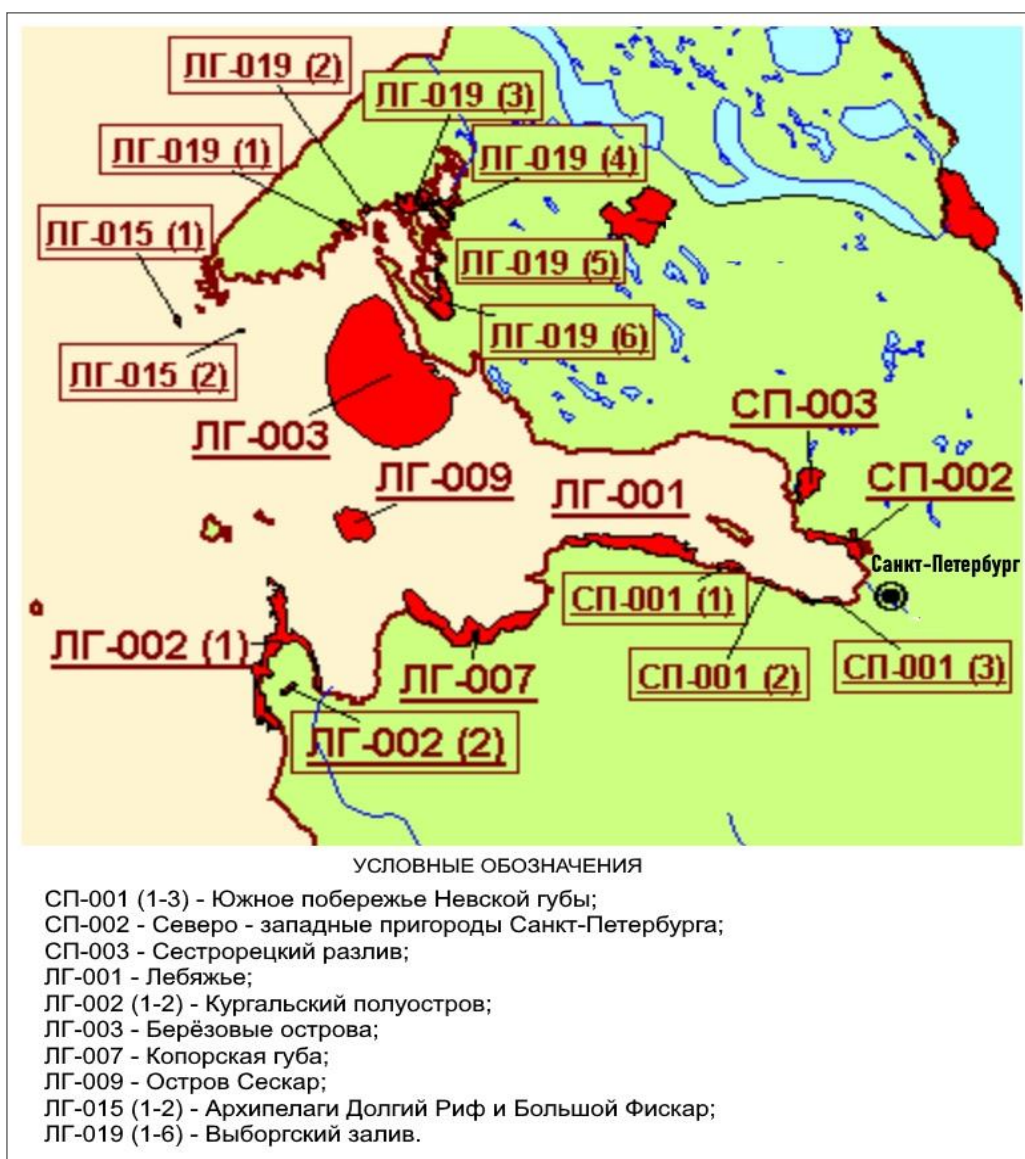 ЛГ-019 (2)
ЛГ-019 (3)
ЛГ-019 (1)
ЛГ-019 (4)
ЛГ-015 (1)
ЛГ-019 (5)
ЛГ-019 (6)
ЛГ-015 (2)
ЛГ-003
СП-003
ЛГ-009
ЛГ-001
СП-002
Санкт-Петербург
СП-001 (1)
ЛГ-002 (1)
ЛГ-007
СП-001 (2)
СП-001 (3)
ЛГ-002 (2)
УСЛОВНЫЕ ОБОЗНАЧЕНИЯ
СП-001 (1-3) - Южное побережье Невской губы;
СП-002 - Северо - западные пригороды Санкт-Петербурга;
СП-003 - Сестрорецкий разлив;
ЛГ-001 - Лебяжье;
ЛГ-002 (1-2) - Кургальский полуостров;
ЛГ-003 - Берёзовые острова;
ЛГ-007 - Копорская губа;
ЛГ-009 - Остров Сескар;
ЛГ-015 (1-2) - Архипелаги Долгий Риф и Большой Фискар;
ЛГ-019 (1-6) - Выборгский залив.